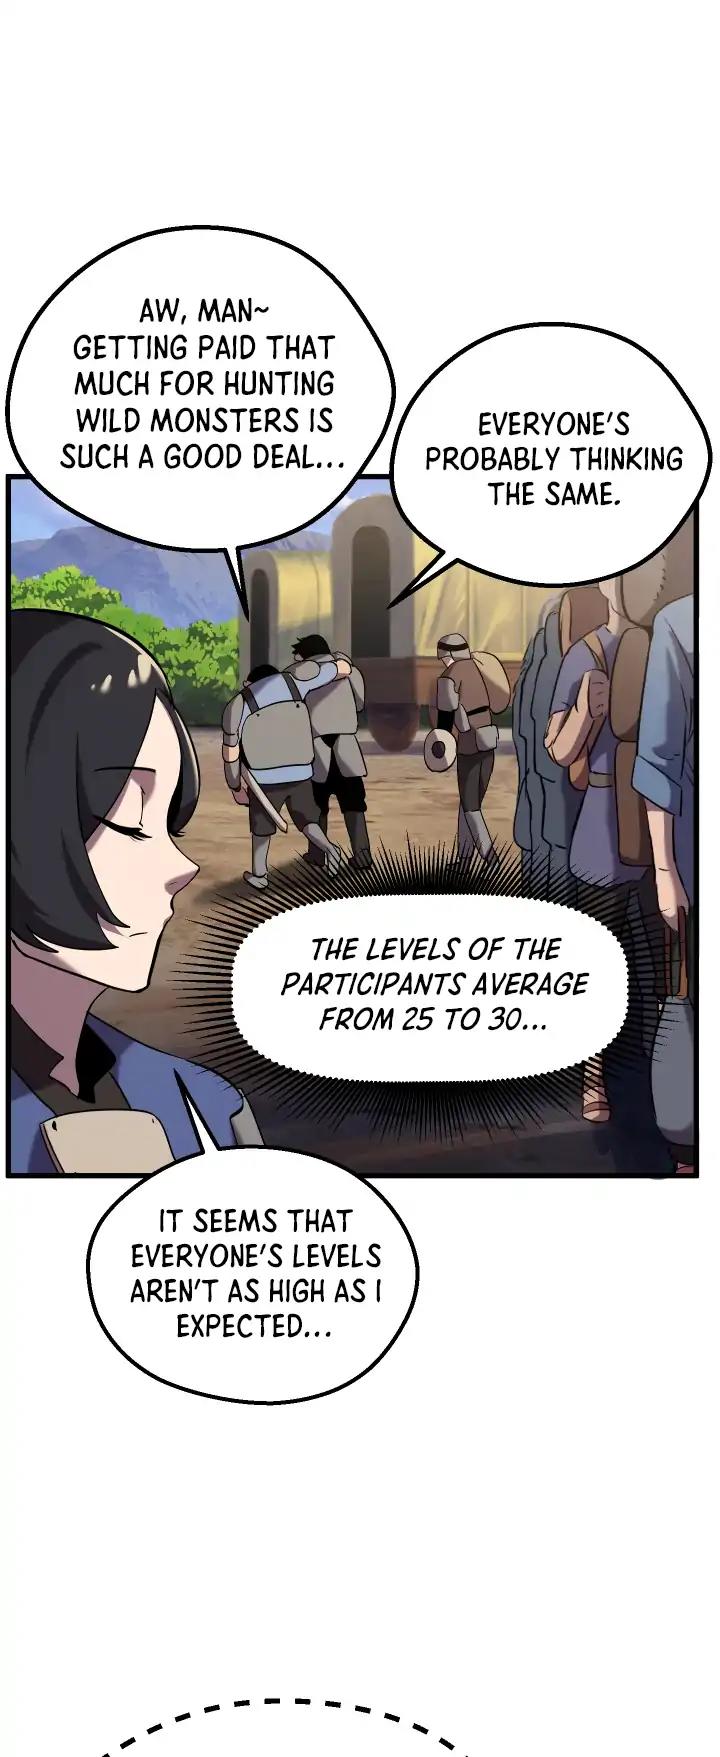 AW, MAN~
GETTING PAID THAT
MUCH FOR HUNTING
WILD MONSTERS IS
SUCH A GOOD DEAL...
EVERYONE'S
PROBABLY THINKING
THE SAME.
THE LEVELS OF THE
PARTICIPANTS AVERAGE
FROM 25 TO 30...
IT SEEMS THAT
EVERYONE'S LEVELS
AREN'T AS HIGH AS I
EXPECTED...